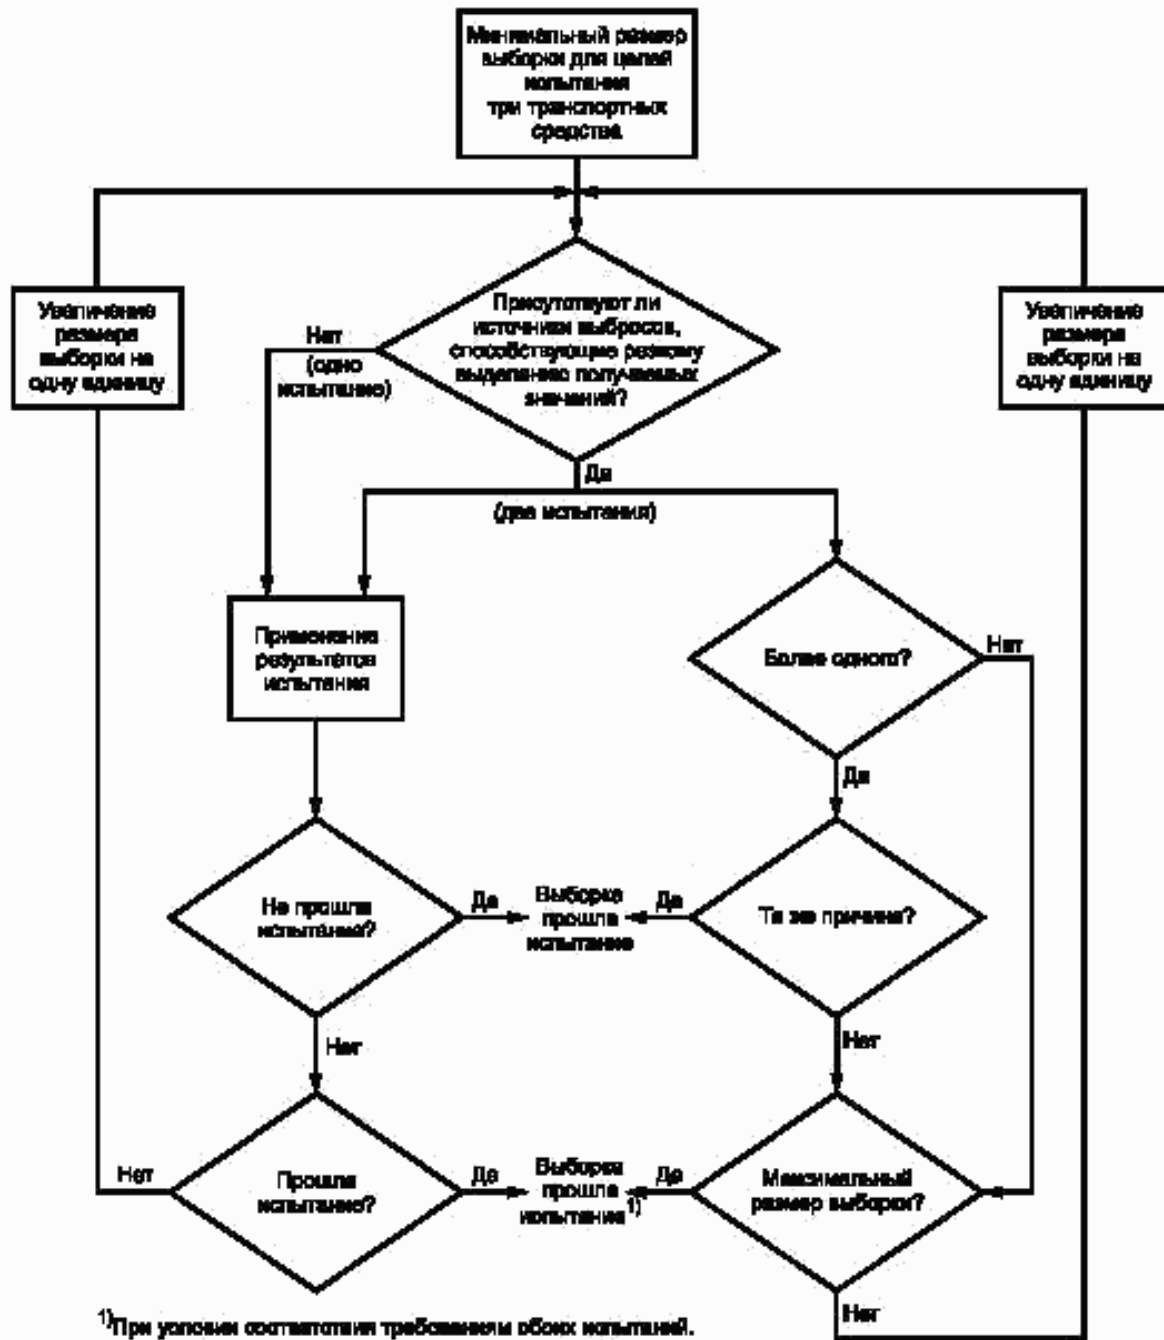 Минимальный размер
выборки для целей
испытания
три транспортных
средства
Увеличение
размера
выборки на
одну единицу
Присутствуют ли
источники выбросов,
способствующие резкому
выделению получаемых
значений?
Увеличение
размера
выборки на
одну единицу
Нет
(одно
испытание)
Да
(два испытания)
Применение
результатов
испытания
Более одного?
Нет
Да
Не прошла
испытание?
Да
Выборка
прошла
испытание
Да
Та же причина?
Нет
Нет
Нет
Прошла
испытание?
Да
Выборка
прошла
испытание1)
Да
Максимальный
размер выборки?
Нет
1)При условии соответствия требованиям обоих испытаний.